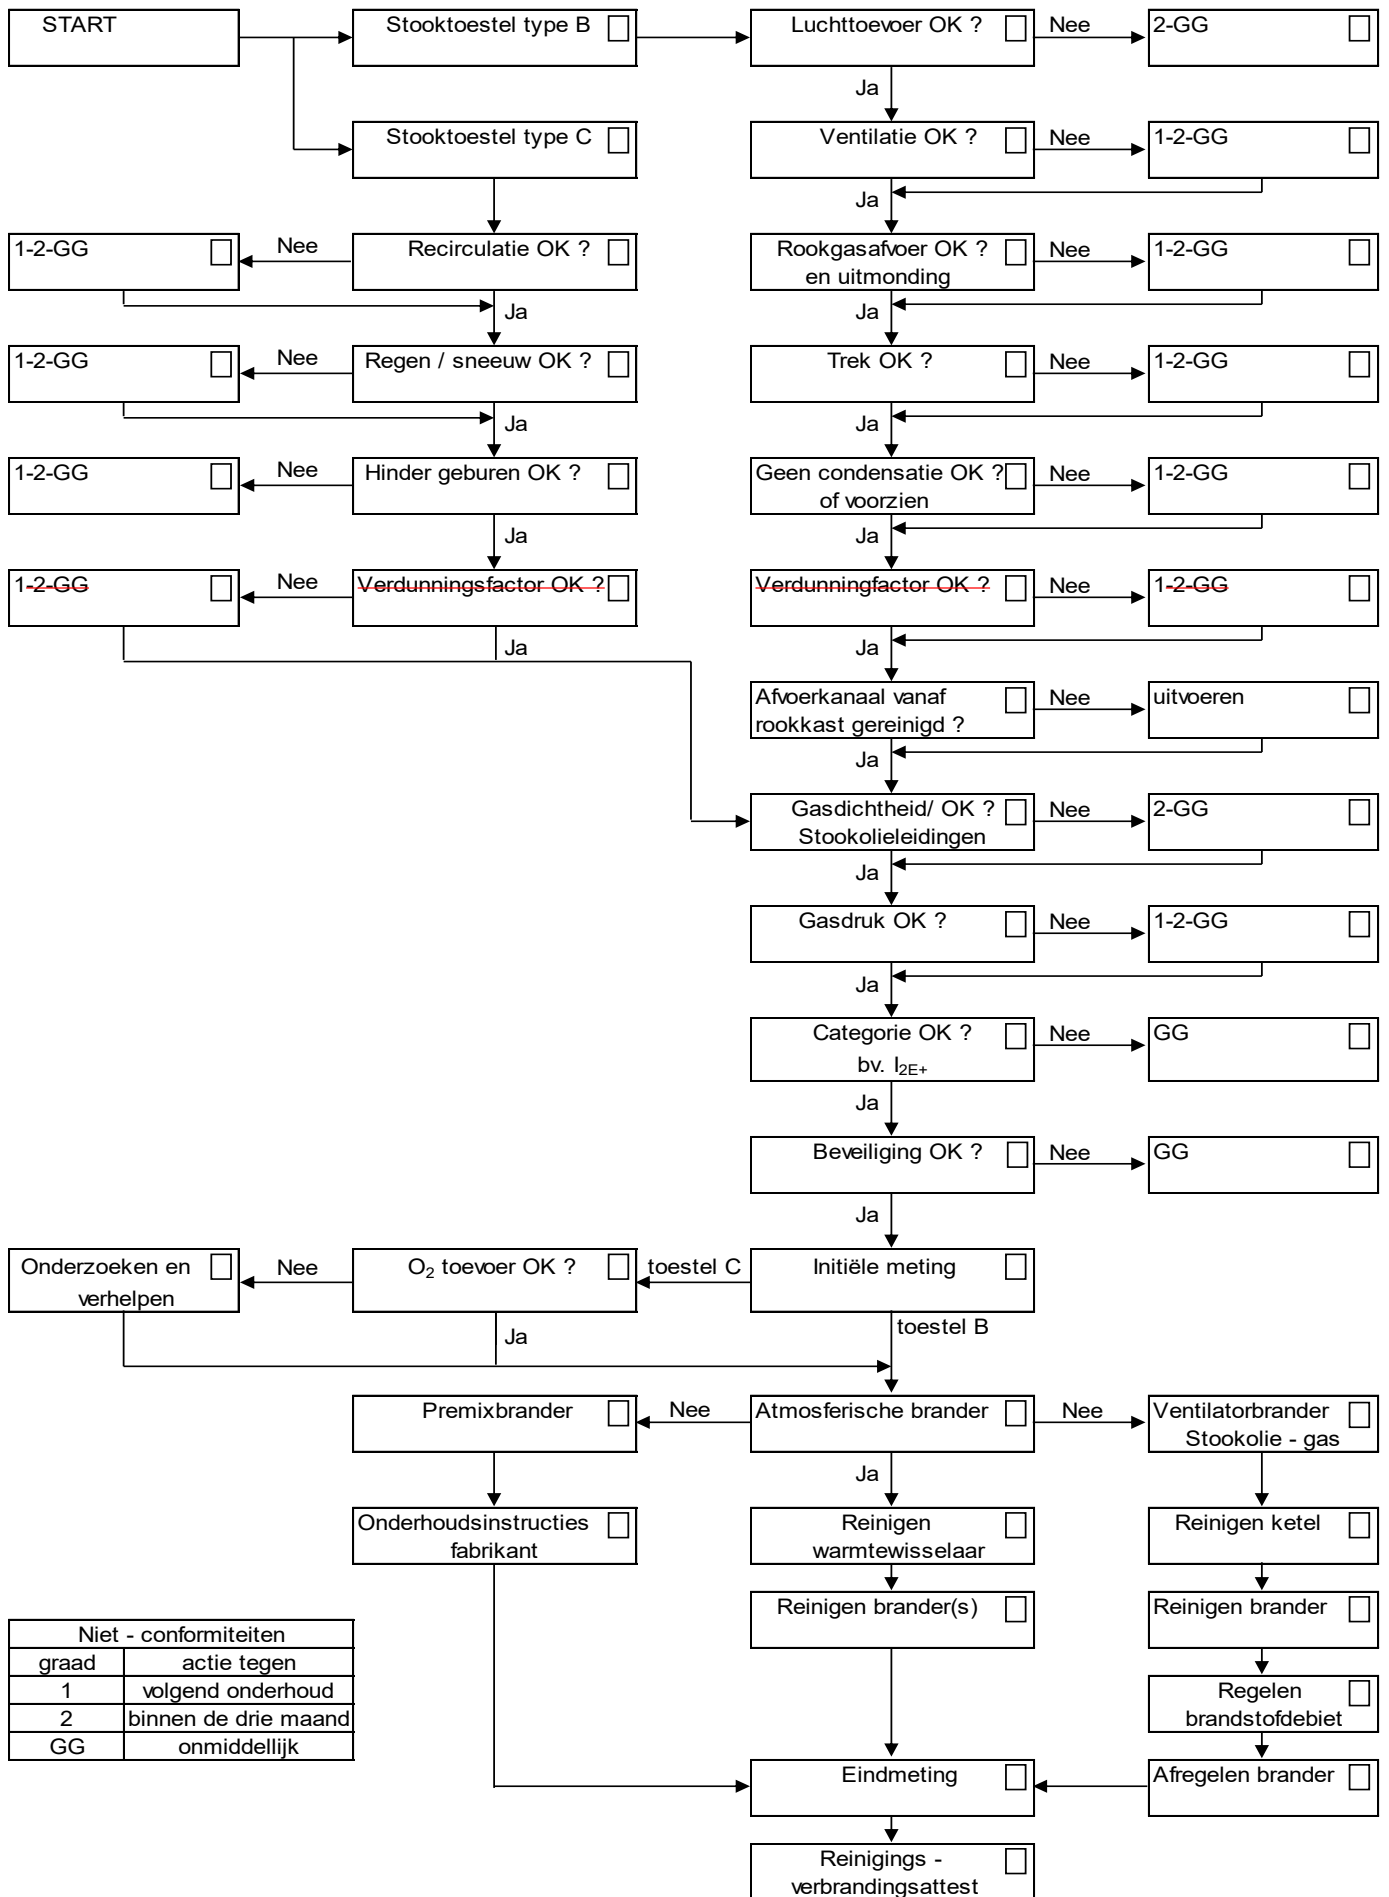 START
Stooktoestel type B
Luchttoevoer OK ?
Nee
2-GG
Ja
Stooktoestel type C
Ventilatie OK ?
Nee
1-2-GG
Ja
1-2-GG
Nee
Recirculatie OK ?
Rookgasafvoer OK ?
en uitmonding
Nee
1-2-GG
Ja
Ja
1-2-GG
Nee
Regen / sneeuw OK ?
Trek OK ?
Nee
1-2-GG
Ja
Ja
1-2-GG
Nee
Hinder geburen OK ?
Geen condensatie OK ?
of voorzien
Nee
1-2-GG
Ja
Ja
1-2-GG
Nee
Verdunningsfactor OK ?
Verdunningfactor OK ?
Nee
1-2-GG
Ja
Ja
Afvoerkanaal vanaf
rookkast gereinigd ?
Nee
uitvoeren
Ja
Gasdichtheid/ OK ?
Stookolieleidingen
Nee
2-GG
Ja
Gasdruk OK ?
Nee
1-2-GG
Ja
Categorie OK ?
bv. I2E+
Nee
GG
Ja
Beveiliging OK ?
Nee
GG
Ja
Onderzoeken en
verhelpen
Nee
O2 toevoer OK ?
toestel C
Initiële meting
Ja
toestel B
Premixbrander
Nee
Atmosferische brander
Nee
Ventilatorbrander
Stookolie - gas
Ja
Onderhoudsinstructies
fabrikant
Reinigen
warmtewisselaar
Reinigen ketel
Reinigen brander(s)
Reinigen brander
Niet - conformiteiten
graad actie tegen
1 volgend onderhoud
2 binnen de drie maand
GG onmiddellijk
Regelen
brandstofdebiet
Eindmeting
Afregelen brander
Reinigings -
verbrandingsattest